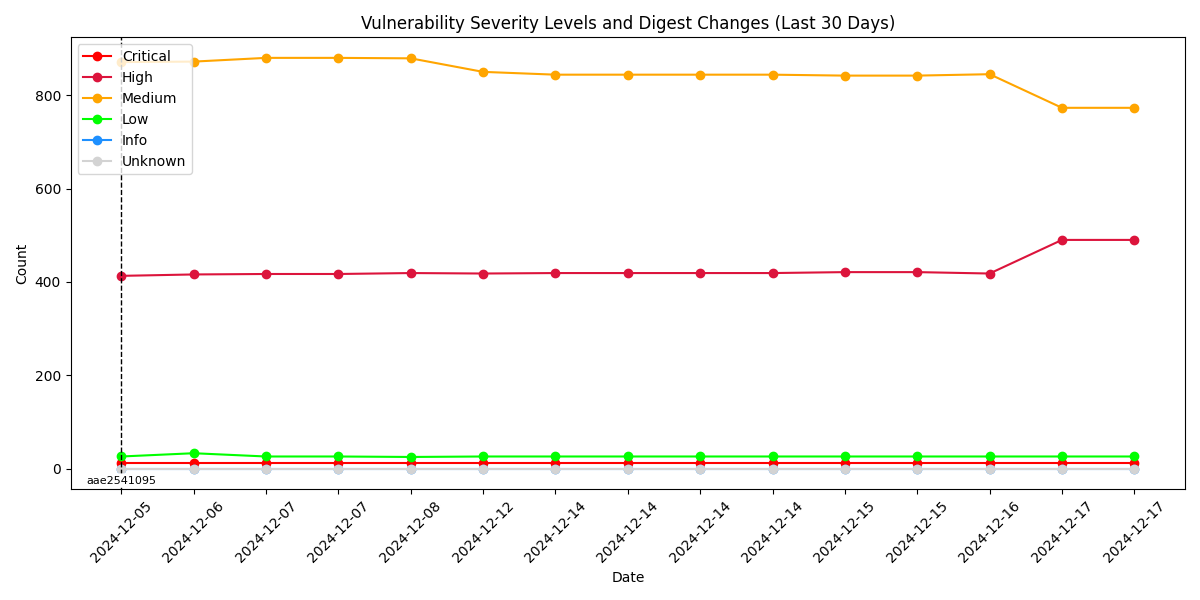 Vulnerability Severity Levels and Digest Changes (Last 30 Days)
Critical
High
Medium
Low
Info
Unknown
Count
800
600
400
200
0
aae2541095
2024-12-05
2024-12-06
2024-12-07
2024-12-07
2024-12-08
2024-12-12
2024-12-14
2024-12-14
2024-12-14
2024-12-14
2024-12-15
2024-12-15
2024-12-16
2024-12-17
2024-12-17
Date